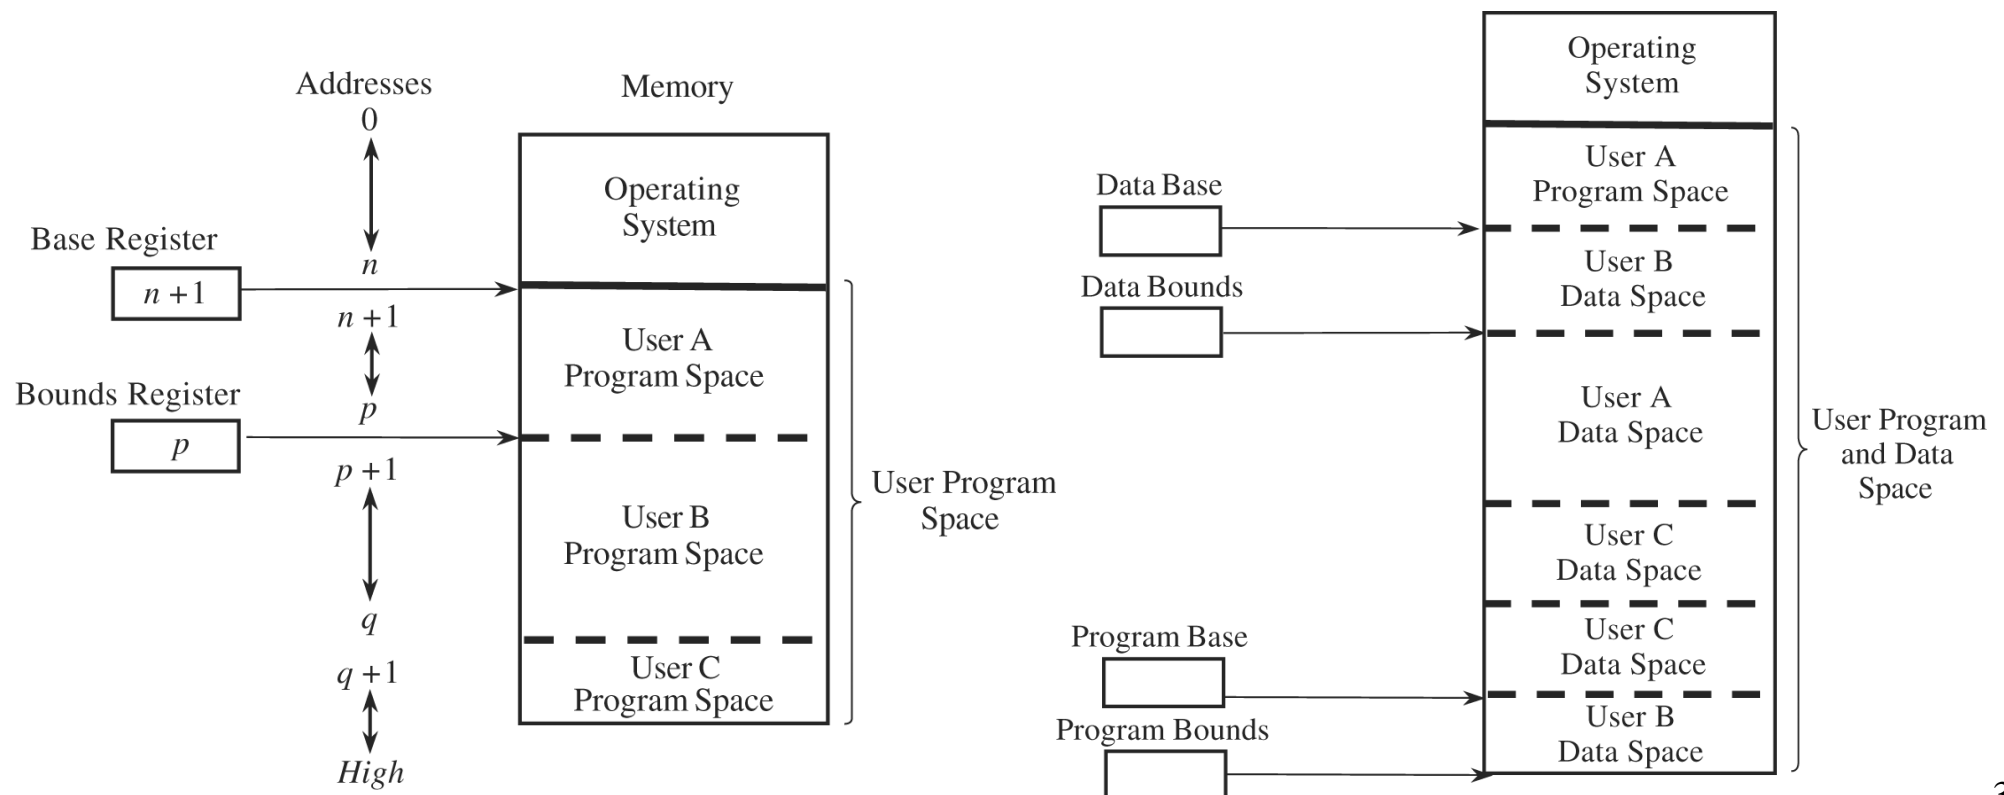 Addresses
0
n
n + 1
p
p + 1
q
q + 1
High
Base Register
n + 1
Bounds Register
p
Memory
Operating
System
User A
Program Space
User B
Program Space
User C
Program Space
User Program
Space
Data Base
Data Bounds
Program Base
Program Bounds
Operating
System
User A
Program Space
User B
Data Space
User A
Data Space
User C
Data Space
User C
Data Space
User B
Data Space
User Program
and Data
Space